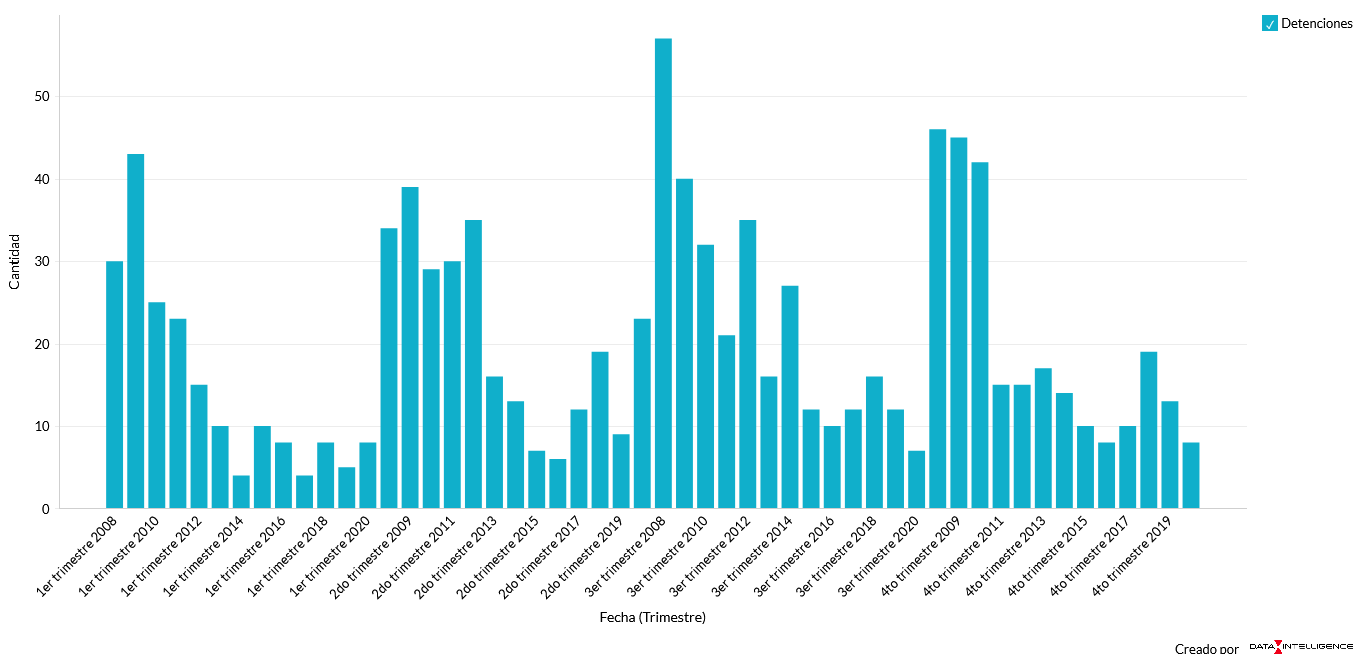 Detenciones
50
40
30
20
10
0
Cantidad
1er trimestre 2008
1er trimestre 2010
1er trimestre 2012
1er trimestre 2014
1er trimestre 2016
1er trimestre 2018
1er trimestre 2020
2do trimestre 2009
2do trimestre 2011
2do trimestre 2013
2do trimestre 2015
2do trimestre 2017
2do trimestre 2019
3er trimestre 2008
3er trimestre 2010
3er trimestre 2012
3er trimestre 2014
3er trimestre 2016
3er trimestre 2018
3er trimestre 2020
4to trimestre 2009
4to trimestre 2011
4to trimestre 2013
4to trimestre 2015
4to trimestre 2017
4to trimestre 2019
Fecha (Trimestre)
Creado por DATA INTELLIGENCE